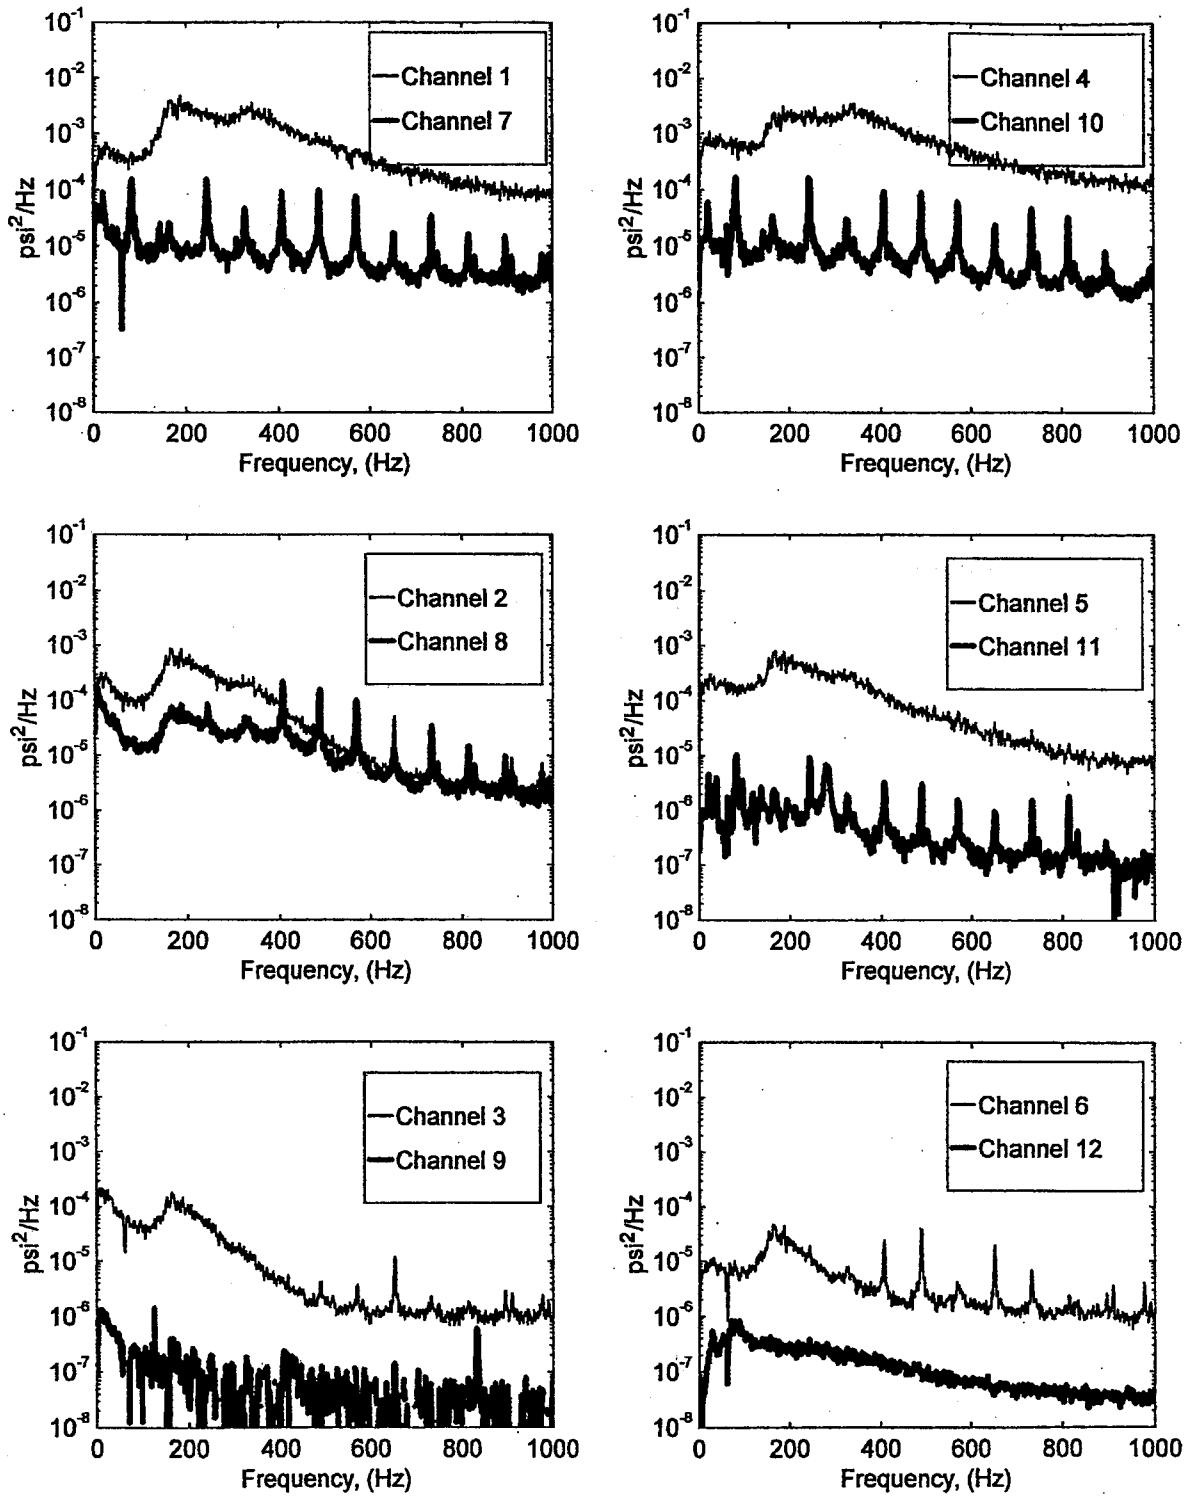 10-1
10-2
10-3
10-4
10-5
10-6
10-7
10-8
psi2/Hz
Channel 1
Channel 7
0 200 400 600 800 1000
Frequency, (Hz)
10-1
10-2
10-3
10-4
10-5
10-6
10-7
10-8
psi2/Hz
Channel 4
Channel 10
0 200 400 600 800 1000
Frequency, (Hz)
10-1
10-2
10-3
10-4
10-5
10-6
10-7
10-8
psi2/Hz
Channel 2
Channel 8
0 200 400 600 800 1000
Frequency, (Hz)
10-1
10-2
10-3
10-4
10-5
10-6
10-7
10-8
psi2/Hz
Channel 5
Channel 11
0 200 400 600 800 1000
Frequency, (Hz)
10-1
10-2
10-3
10-4
10-5
10-6
10-7
10-8
psi2/Hz
Channel 3
Channel 9
0 200 400 600 800 1000
Frequency, (Hz)
10-1
10-2
10-3
10-4
10-5
10-6
10-7
10-8
psi2/Hz
Channel 6
Channel 12
0 200 400 600 800 1000
Frequency, (Hz)